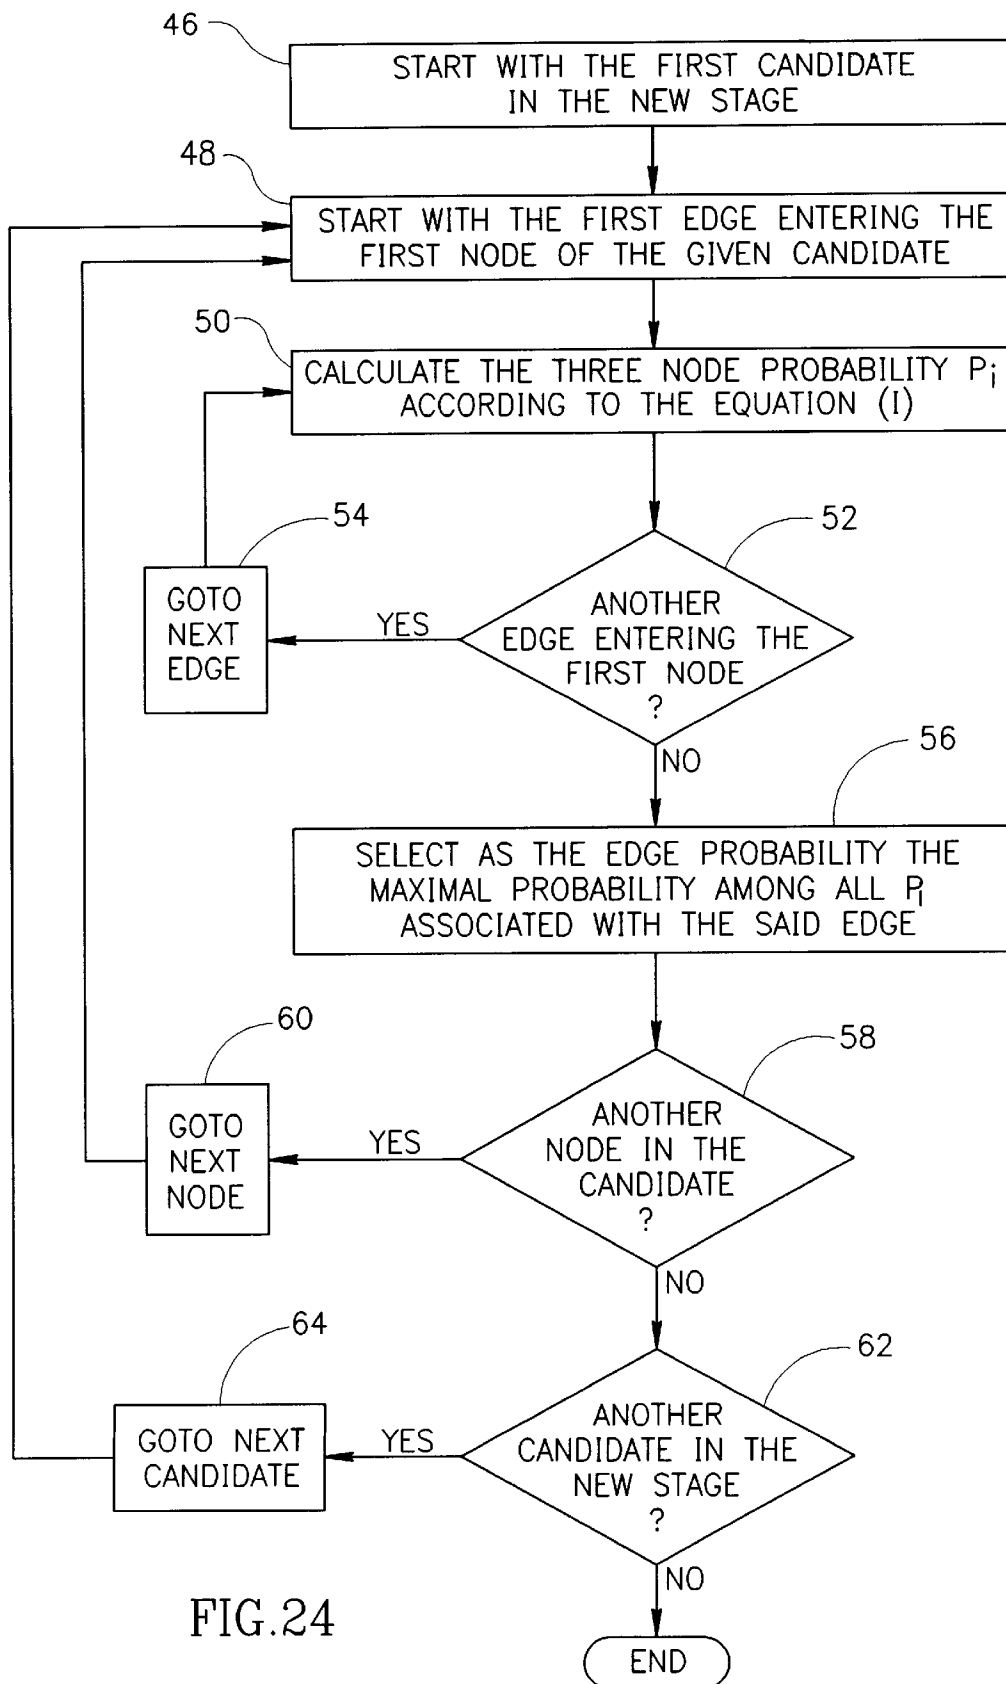 46
START WITH THE FIRST CANDIDATE
IN THE NEW STAGE
48
START WITH THE FIRST EDGE ENTERING THE
FIRST NODE OF THE GIVEN CANDIDATE
50
CALCULATE THE THREE NODE PROBABILITY Pi
ACCORDING TO THE EQUATION (I)
54
52
GOTO
NEXT
EDGE
YES
ANOTHER
EDGE ENTERING THE
FIRST NODE
?
NO
56
SELECT AS THE EDGE PROBABILITY THE
MAXIMAL PROBABILITY AMONG ALL Pi
ASSOCIATED WITH THE SAID EDGE
60
58
GOTO
NEXT
NODE
YES
ANOTHER
NODE IN THE
CANDIDATE
?
NO
64
62
GOTO NEXT
CANDIDATE
YES
ANOTHER
CANDIDATE IN THE
NEW STAGE
?
NO
FIG.24
END